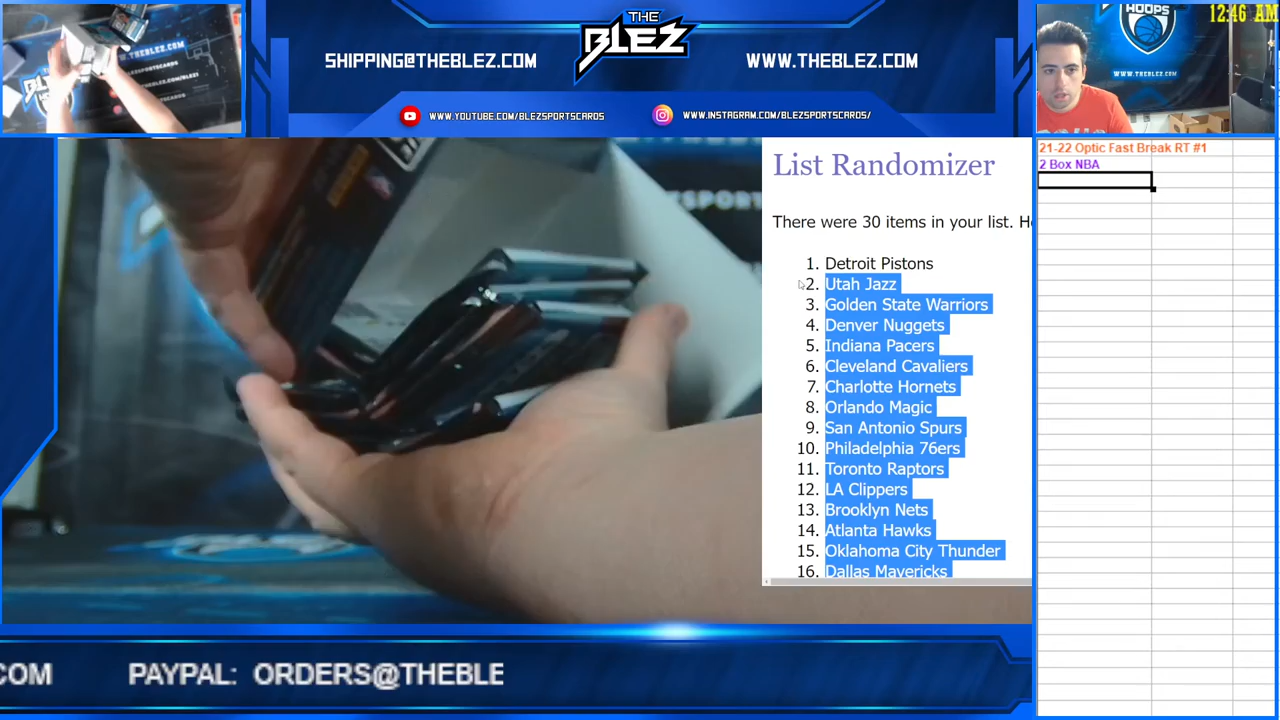 THE
BLEZ
SHIPPING@THEBLEZ.COM
WWW.THEBLEZ.COM
WWW.YOUTUBE.COM/BLEZSPORTSCARDS
WWW.INSTAGRAM.COM/BLEZSPORTSCARDS/
HOOPS
WWW.THEBLEZ.COM
12:46 AM
21-22 Optic Fast Break RT #1
2 Box NBA
List Randomizer
There were 30 items in your list. H
1. Detroit Pistons
2. Utah Jazz
3. Golden State Warriors
4. Denver Nuggets
5. Indiana Pacers
6. Cleveland Cavaliers
7. Charlotte Hornets
8. Orlando Magic
9. San Antonio Spurs
10. Philadelphia 76ers
11. Toronto Raptors
12. LA Clippers
13. Brooklyn Nets
14. Atlanta Hawks
15. Oklahoma City Thunder
16. Dallas Mavericks
COM PAYPAL: ORDERS@THEBLE